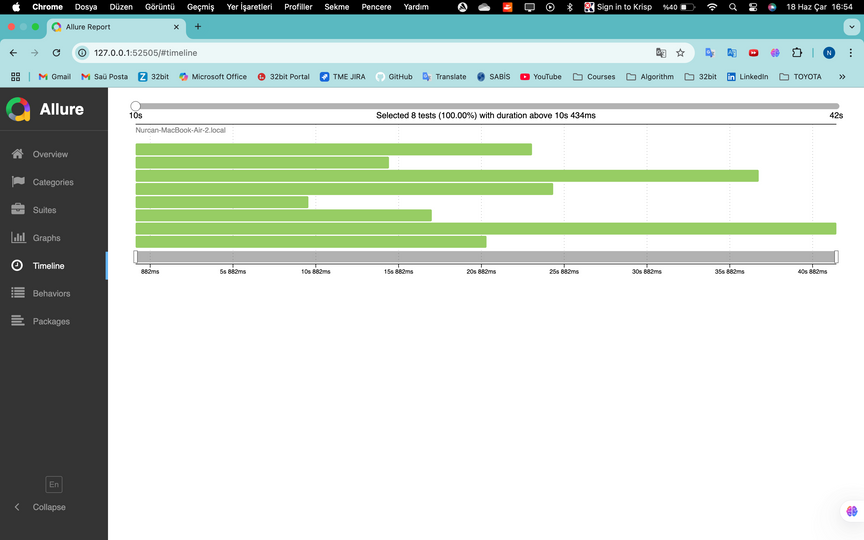 Chrome Dosya Düzen Görüntü Geçmiş Yer İşaretleri Profiller Sekme Pencere Yardım Sign in to Krisp %40 18 Haz Çar 16:54
Allure Report
127.0.0.1:52505/#timeline N
Gmail Saü Posta 32bit Microsoft Office 32bit Portal TME JIRA GitHub Translate SABİS YouTube Courses Algorithm 32bit LinkedIn TOYOTA
Allure
10s Selected 8 tests (100.00%) with duration above 10s 434ms 42s
Nurcan-MacBook-Air-2.local
Overview
Categories
Suites
Graphs
Timeline
Behaviors
Packages
882ms 5s 882ms 10s 882ms 15s 882ms 20s 882ms 25s 882ms 30s 882ms 35s 882ms 40s 882ms
En
Collapse